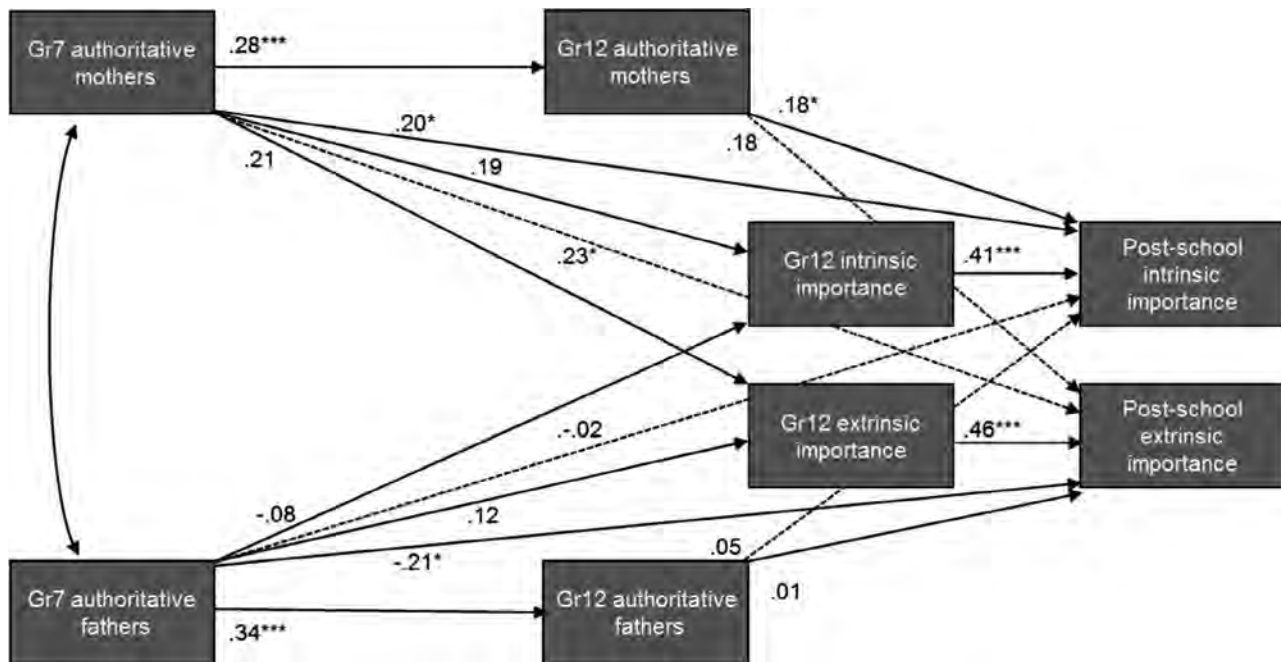 Gr7 authoritative
mothers
.28***
Gr12 authoritative
mothers
.20*
.21
.19
.23*
.18*
.18
Gr12 intrinsic
importance
.41***
Post-school
intrinsic
importance
Gr12 extrinsic
importance
.46***
Post-school
extrinsic
importance
.-.02
-.08
.12
-.21*
.05
.01
Gr7 authoritative
fathers
.34***
Gr12 authoritative
fathers